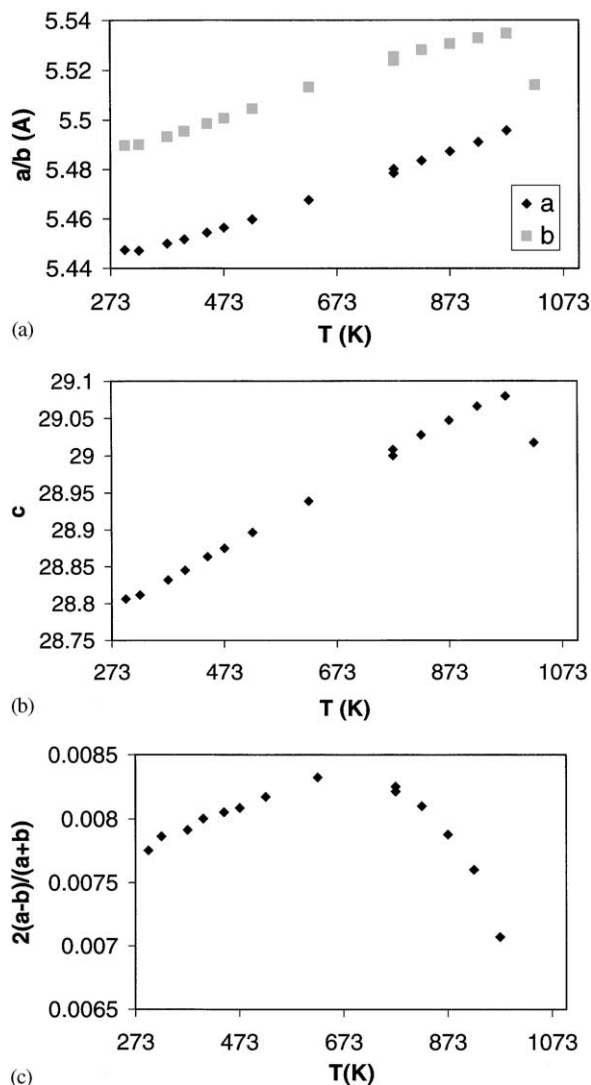 5.54
5.52
5.5
5.48
5.46
5.44
a/b (A)
a
b
273 473 673 873 1073
T (K)
(a)
29.1
29.05
29
28.95
28.9
28.85
28.8
28.75
c
273 473 673 873 1073
T (K)
(b)
0.0085
0.008
0.0075
0.007
0.0065
2(a-b)/(a+b)
273 473 673 873 1073
T(K)
(c)